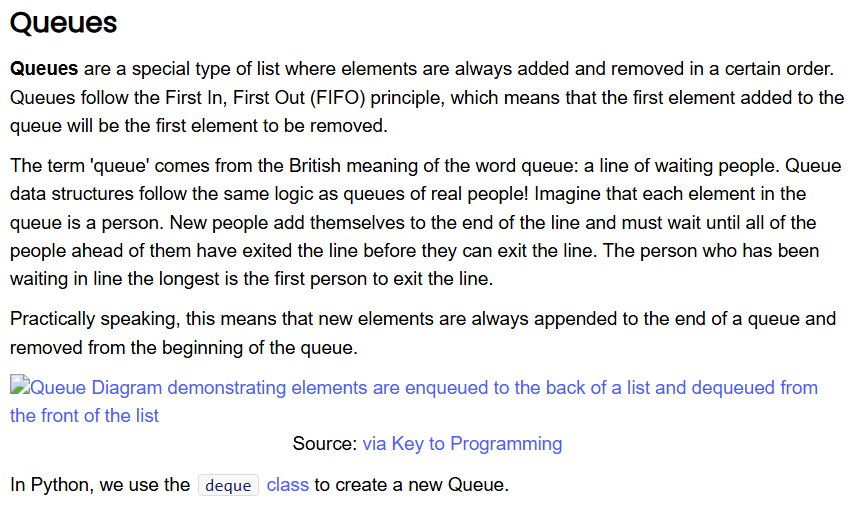 Queues
Queues are a special type of list where elements are always added and removed in a certain order.
Queues follow the First In, First Out (FIFO) principle, which means that the first element added to the
queue will be the first element to be removed.
The term 'queue' comes from the British meaning of the word queue: a line of waiting people. Queue
data structures follow the same logic as queues of real people! Imagine that each element in the
queue is a person. New people add themselves to the end of the line and must wait until all of the
people ahead of them have exited the line before they can exit the line. The person who has been
waiting in line the longest is the first person to exit the line.
Practically speaking, this means that new elements are always appended to the end of a queue and
removed from the beginning of the queue.
Queue Diagram demonstrating elements are enqueued to the back of a list and dequeued from
the front of the list
Source: via Key to Programming
In Python, we use the deque class to create a new Queue.